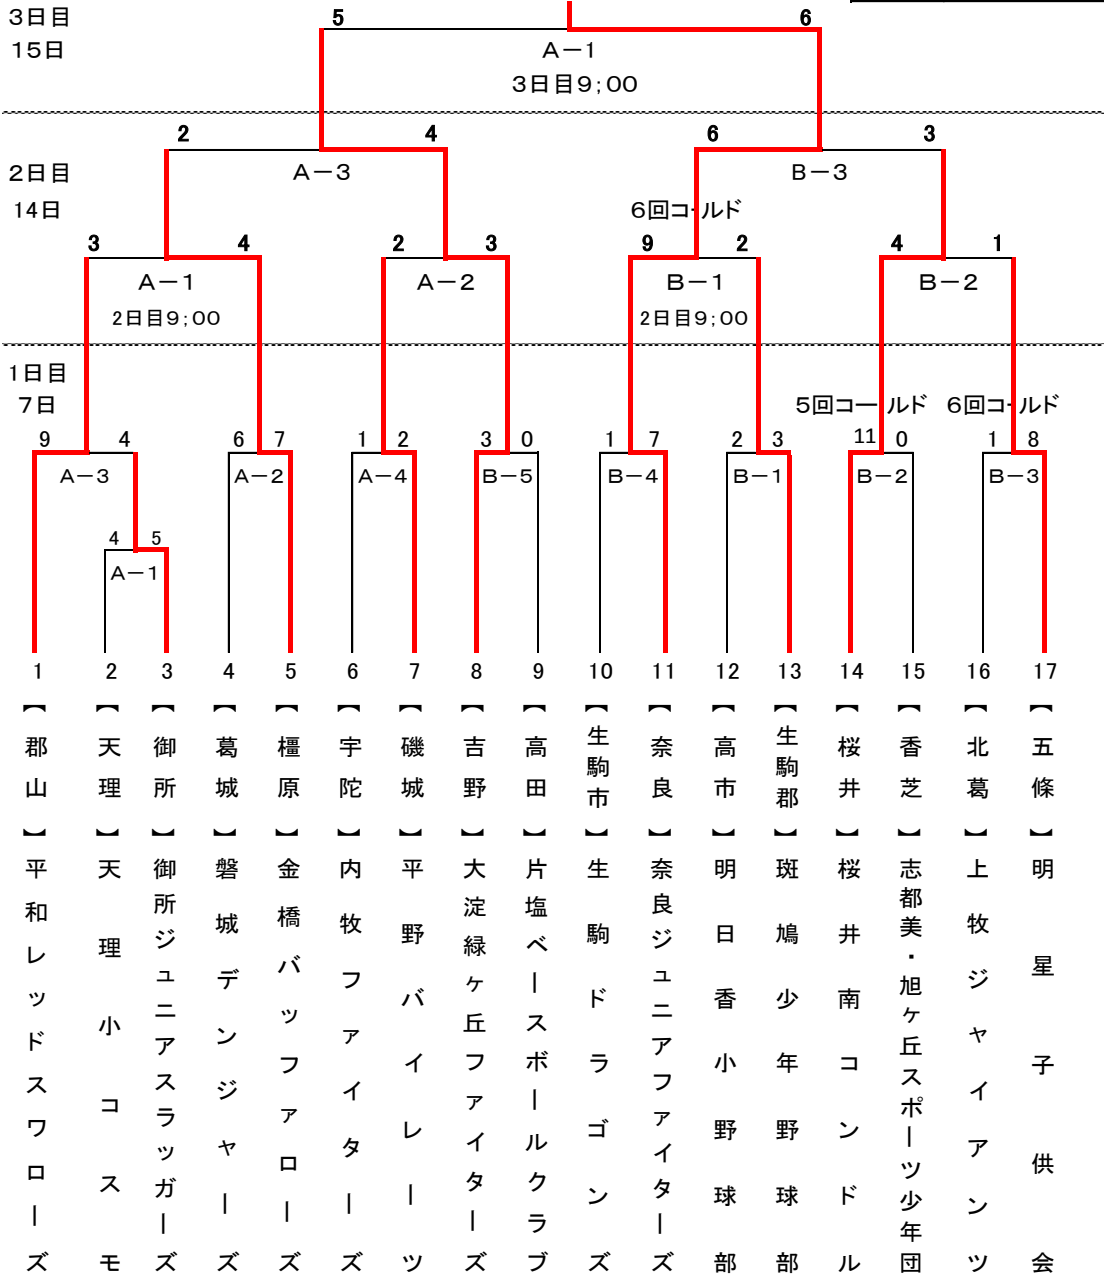 3日目
5
6
15日
A－1
3日目9；00
2
4
6
3
2日目
A－3
B－3
14日
6回コールド
3
4
2
3
9
2
4
1
A－1
A－2
B－1
B－2
2日目9；00
2日目9；00
1日目
7日
5回コールド
6回コールド
9
4
6
7
1
2
3
0
1
7
2
3
11
0
1
8
A－3
A－2
A－4
B－5
B－4
B－1
B－2
B－3
4
5
A－1
1
2
3
4
5
6
7
8
9
10
11
12
13
14
15
16
17
【郡山】平和レッドスワローズ
【天理】天理小コスモ
【御所】御所ジュニアスラッガーズ
【葛城】磐城デンジャーズ
【橿原】金橋バッファローズ
【宇陀】内牧ファイターズ
【磯城】平野バイレーツ
【吉野】大淀緑ヶ丘ファイターズ
【高田】片塩ベースボールクラブ
【生駒市】生駒ドラゴンズ
【奈良】奈良ジュニアファイターズ
【高市】明日香小野球部
【生駒郡】斑鳩少年野球部
【桜井】桜井南コンドル
【香芝】志都美・旭ヶ丘スポーツ少年団
【北葛】上牧ジャイアンツ
【五條】明星子供会